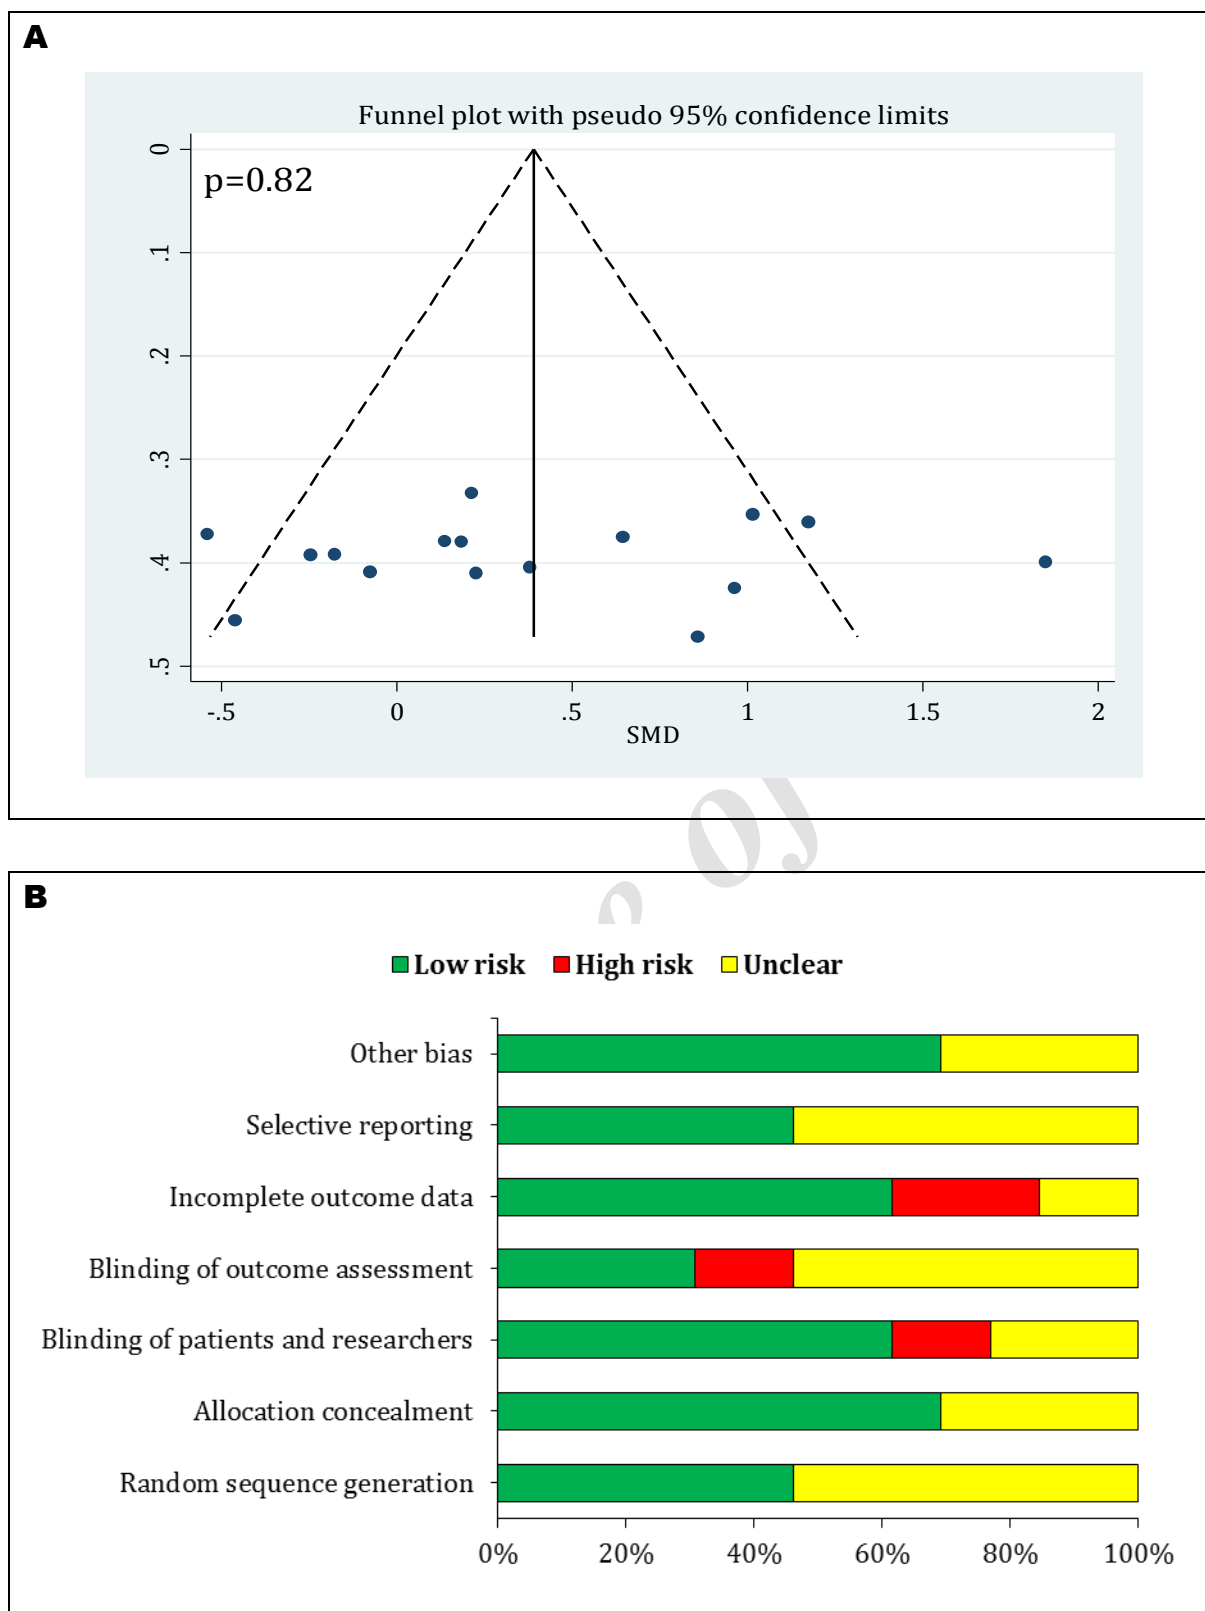 A
Funnel plot with pseudo 95% confidence limits
p=0.82
0
.1
.2
.3
.4
.5
-.5 0 .5 1 1.5 2
SMD
of
B
Low risk High risk Unclear
Other bias
Selective reporting
Incomplete outcome data
Blinding of outcome assessment
Blinding of patients and researchers
Allocation concealment
Random sequence generation
0% 20% 40% 60% 80% 100%